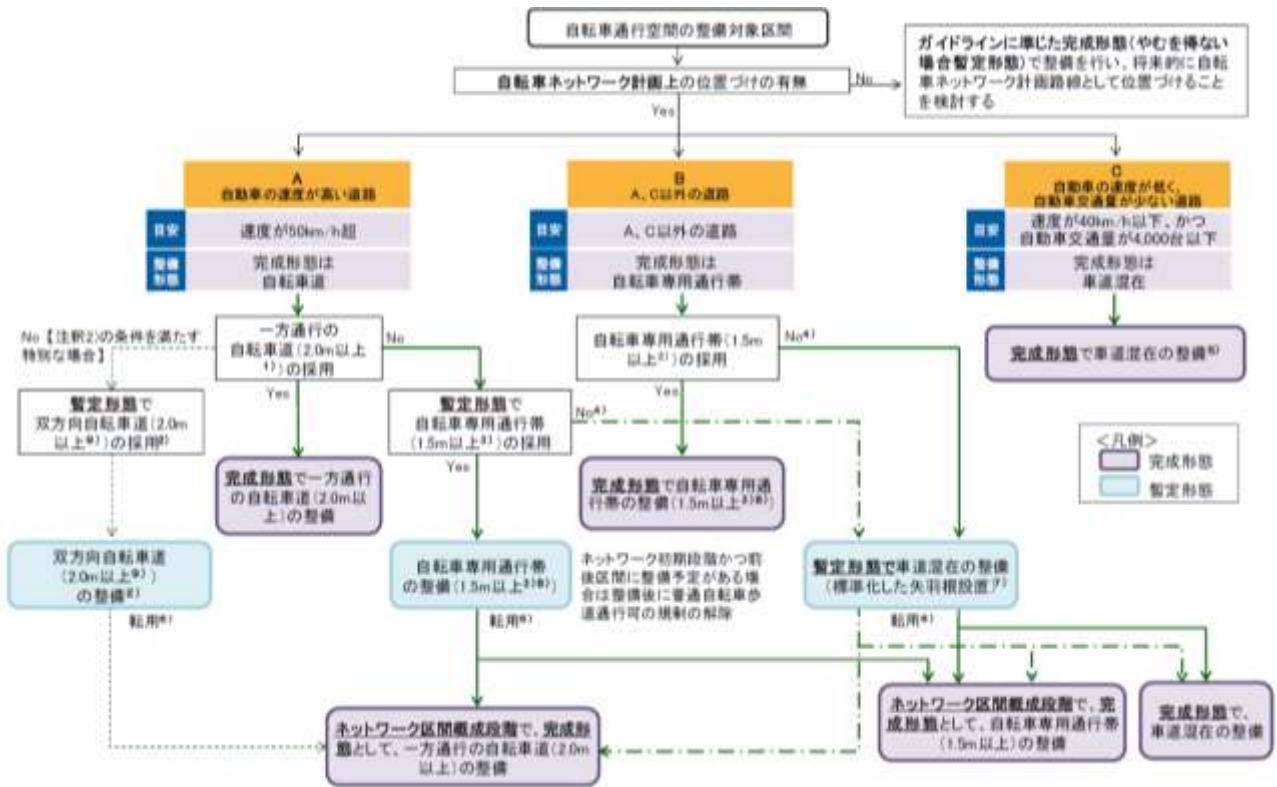 自転車通行空間の整備対象区間
自転車ネットワーク計画上の位置づけの有無
No
ガイドラインに準じた完成形態(やむを得ない
場合暫定形態)で整備を行い、将来的に自転
車ネットワーク計画路線として位置づけること
を検討する
Yes
A
自動車の速度が高い道路
目安
速度が50km/h超
整備
形態
完成形態は
自転車道
B
A、C以外の道路
目安
A、C以外の道路
整備
形態
完成形態は
自転車専用通行帯
C
自動車の速度が低く、
自動車交通量が少ない道路
目安
速度が40km/h以下、かつ
自動車交通量が4,000台以下
整備
形態
完成形態は
車道混在
No【注釈2)の条件を満たす
特別な場合】
一方通行の
自転車道(2.0m以上
1))の採用
No
Yes
自転車専用通行帯(1.5m
以上3))の採用
No4)
Yes
完成形態で車道混在の整備
暫定形態で
双方向自転車道(2.0m
以上)の採用2)
暫定形態で
自転車専用通行帯
(1.5m以上3))の採用
No4)
Yes
完成形態で一方通行
の自転車道(2.0m以
上)の整備
完成形態で自転車専用通
行帯の整備(1.5m以上)
<凡例>
完成形態
暫定形態
双方向自転車道
(2.0m以上)
の整備2)
自転車専用通行帯
の整備(1.5m以上)
ネットワーク初期段階かつ前
後区間に整備予定がある場
合は整備後に普通自転車歩
道通行可の規制の解除
暫定形態で車道混在の整備
(標準化した矢羽根設置)7)
転用
転用
転用
ネットワーク区間概成段階で、完成形
態として、一方通行の自転車道(2.0m
以上)の整備
ネットワーク区間概成段階で、完
成形態として、自転車専用通行帯
(1.5m以上)の整備
完成形態で、
車道混在の整備